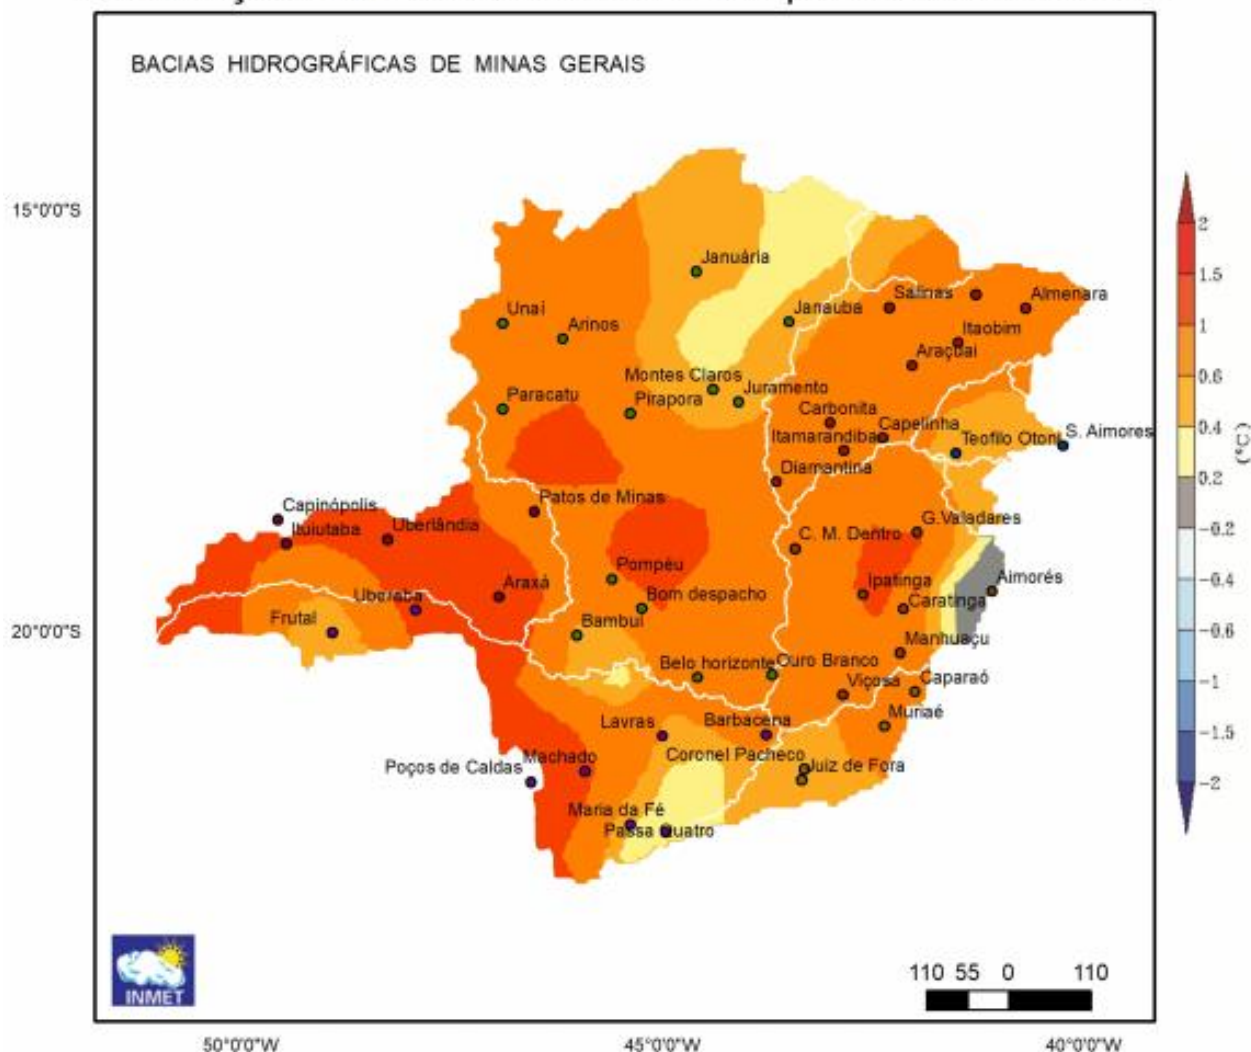 BACIAS HIDROGRÁFICAS DE MINAS GERAIS
15°0'0"S
20°0'0"S
Januária
Unaí
Arinos
Janauba
Salinas
Almenara
Itaobim
Araçuai
Montes Claros
Juramento
Paracatu
Pirapora
Carbonita
Capelinha
Itamarandiba
Teofilo Otoni
S. Aimores
Diamantina
Capinópolis
Ituiutaba
Uberlândia
Patos de Minas
G.Valadares
C. M. Dentro
Pompéu
Ipatinga
Aimorés
Araxá
Uberaba
Bom despacho
Caratinga
Frutal
Bambuí
Manhuaçu
Belo horizonte
Ouro Branco
Viçosa
Caparaó
Lavras
Barbacena
Muriaé
Coronel Pacheco
Machado
Poços de Caldas
Juiz de Fora
Maria da Fé
Passa Quatro
2
1.5
1
0.6
0.4
0.2
-0.2
-0.4
-0.6
-1
-1.5
-2
(°C)
INMET
110 55 0 110
50°0'0"W
45°0'0"W
40°0'0"W